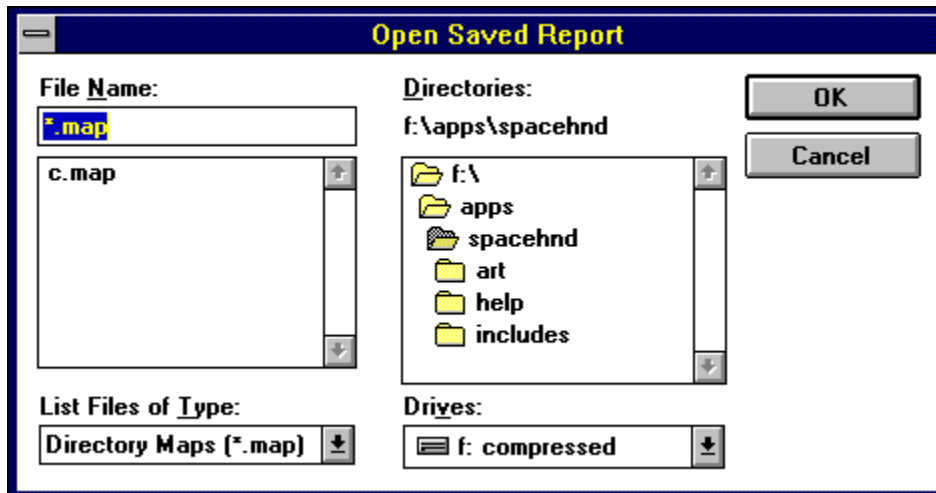 Open Saved Report
File Name:
*.map
c.map
List Files of Type:
Directory Maps (*.map)
Directories:
f:\apps\spacehnd
f:\
apps
spacehnd
art
help
includes
Drives:
f: compressed
OK
Cancel